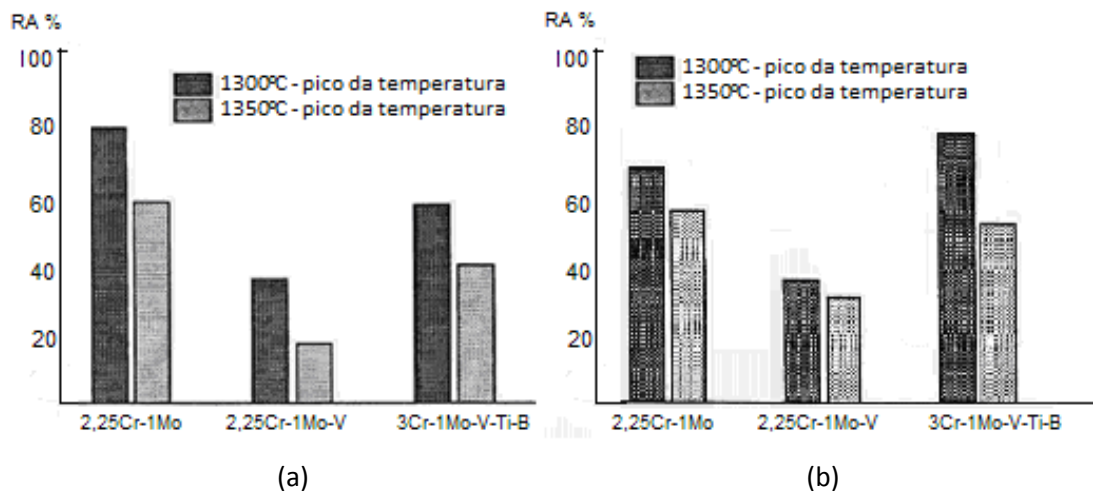 RA %
100
80
60
40
20
1300ºC - pico da temperatura
1350ºC - pico da temperatura
2,25Cr-1Mo
2,25Cr-1Mo-V
3Cr-1Mo-V-Ti-B
(a)
RA %
100
80
60
40
20
1300ºC - pico da temperatura
1350ºC - pico da temperatura
2,25Cr-1Mo
2,25Cr-1Mo-V
3Cr-1Mo-V-Ti-B
(b)